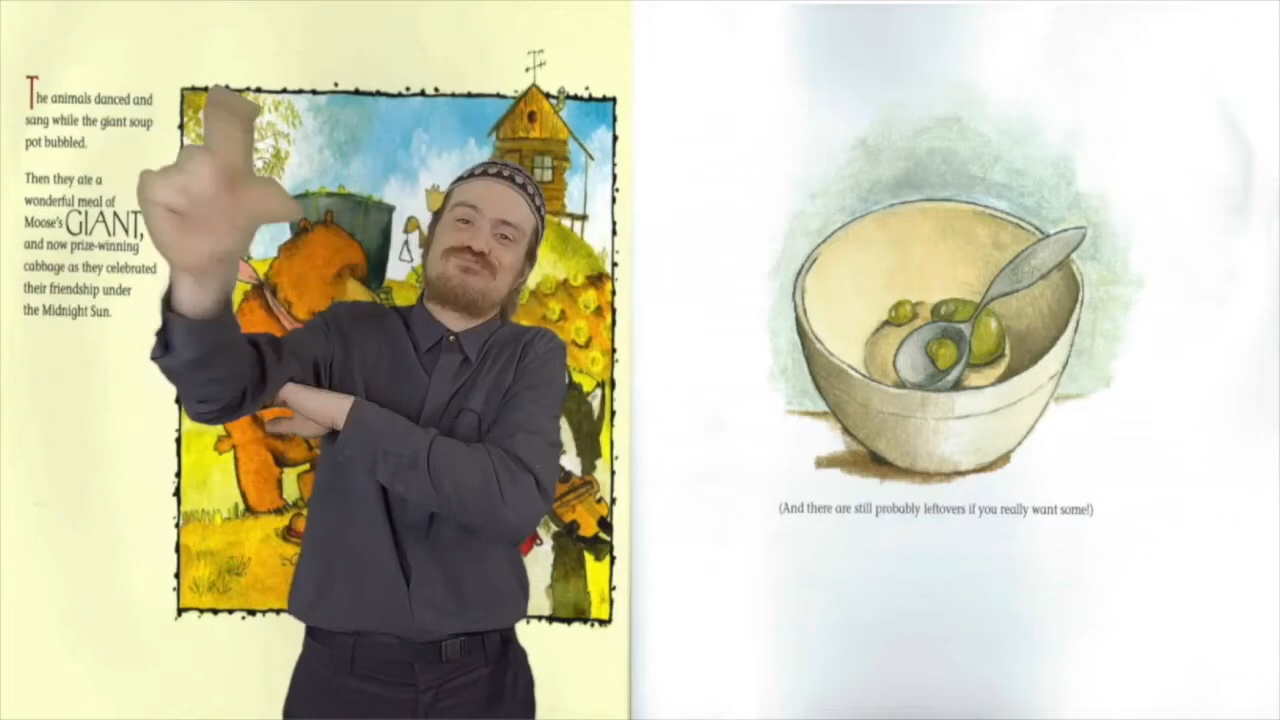 The animals danced and
sang while the giant soup
pot bubbled.
Then they ate a
wonderful meal of
Moose's GIANT,
and now prize-winning
cabbage as they celebrated
their friendship under
the Midnight Sun.
(And there are still probably leftovers if you really want some!)